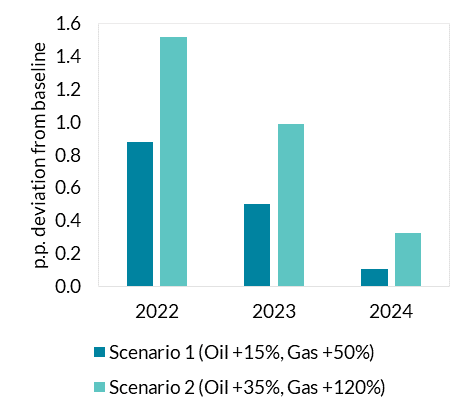 p.p. deviation from baseline
1.6
1.4
1.2
1.0
0.8
0.6
0.4
0.2
0.0
2022 2023 2024
Scenario 1 (Oil +15%, Gas +50%)
Scenario 2 (Oil +35%, Gas +120%)